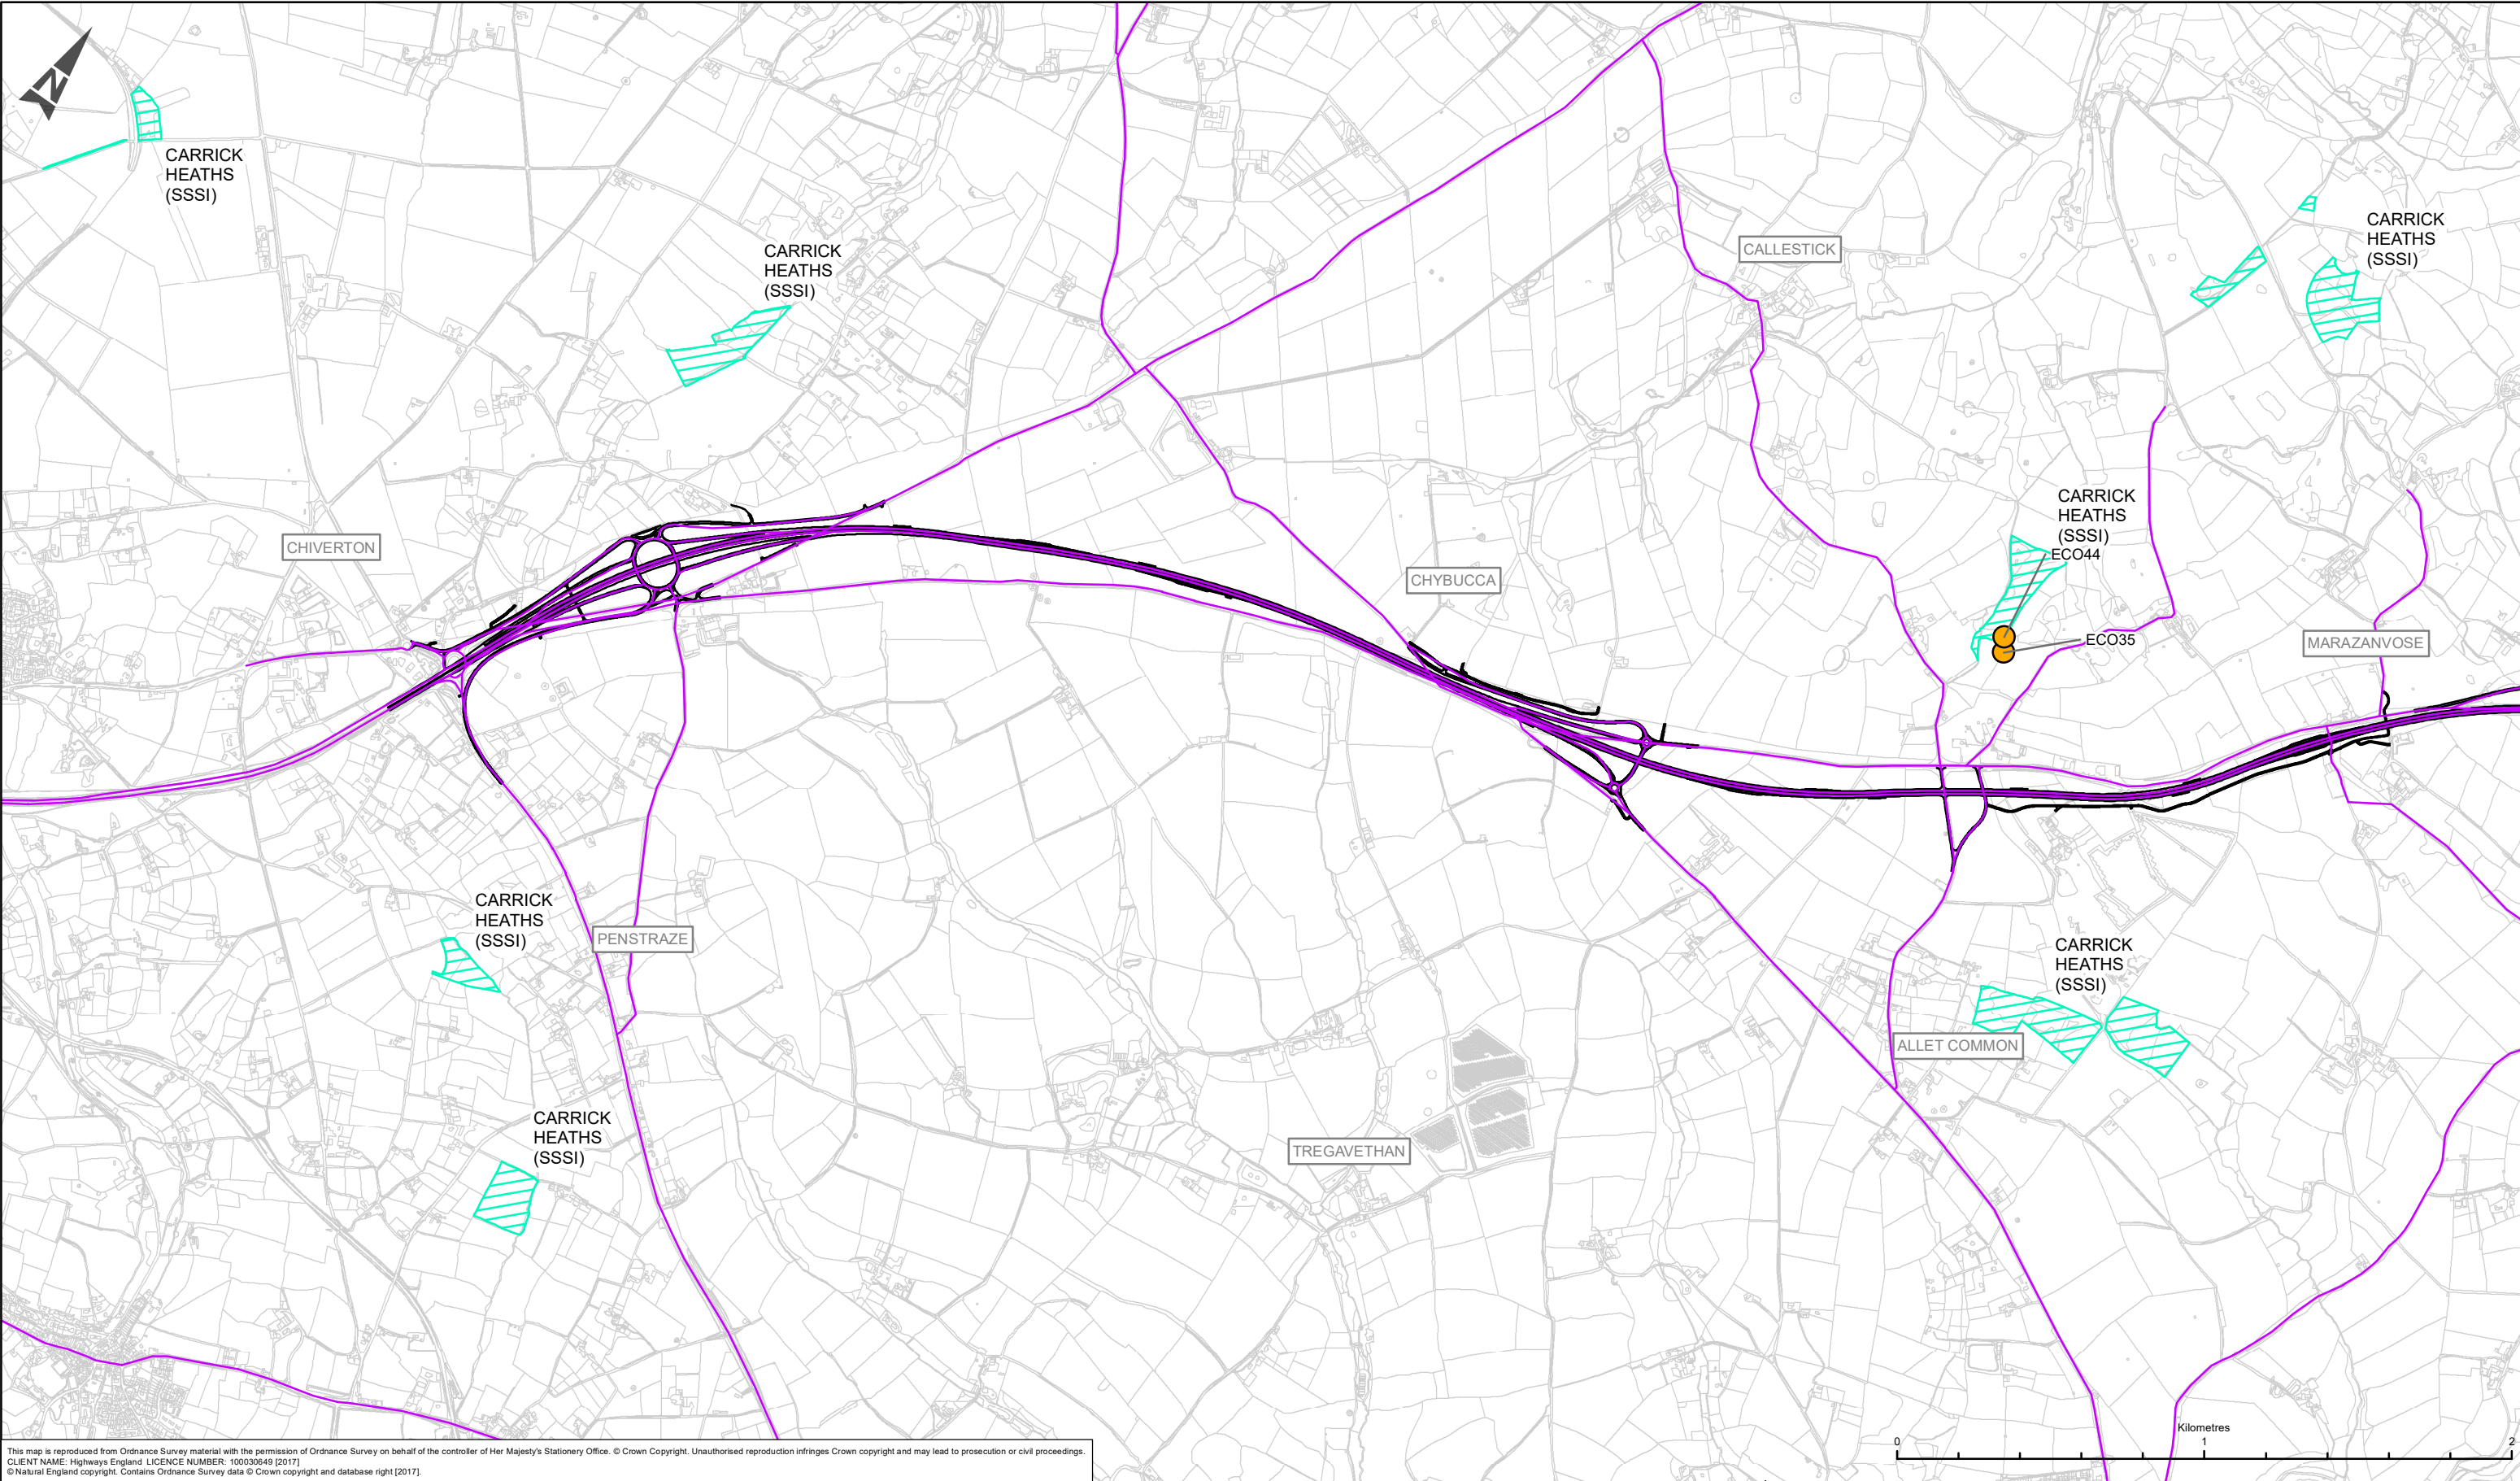 N
CARRICK
HEATHS
(SSSI)
CARRICK
HEATHS
(SSSI)
CALLESTICK
CARRICK
HEATHS
(SSSI)
CHIVERTON
CHYBUCCA
CARRICK
HEATHS
(SSSI)
ECO44
ECO35
MARAZANVOSE
CARRICK
HEATHS
(SSSI)
PENSTRAZE
CARRICK
HEATHS
(SSSI)
ALLET COMMON
CARRICK
HEATHS
(SSSI)
TREGAVETHAN
Kilometres
0 1 2
This map is reproduced from Ordnance Survey material with the permission of Ordnance Survey on behalf of the controller of Her Majesty's Stationery Office. © Crown Copyright. Unauthorised reproduction infringes Crown copyright and may lead to prosecution or civil proceedings.
CLIENT NAME: Highways England LICENCE NUMBER: 100030649 [2017]
© Natural England copyright. Contains Ordnance Survey data © Crown copyright and database right [2017].